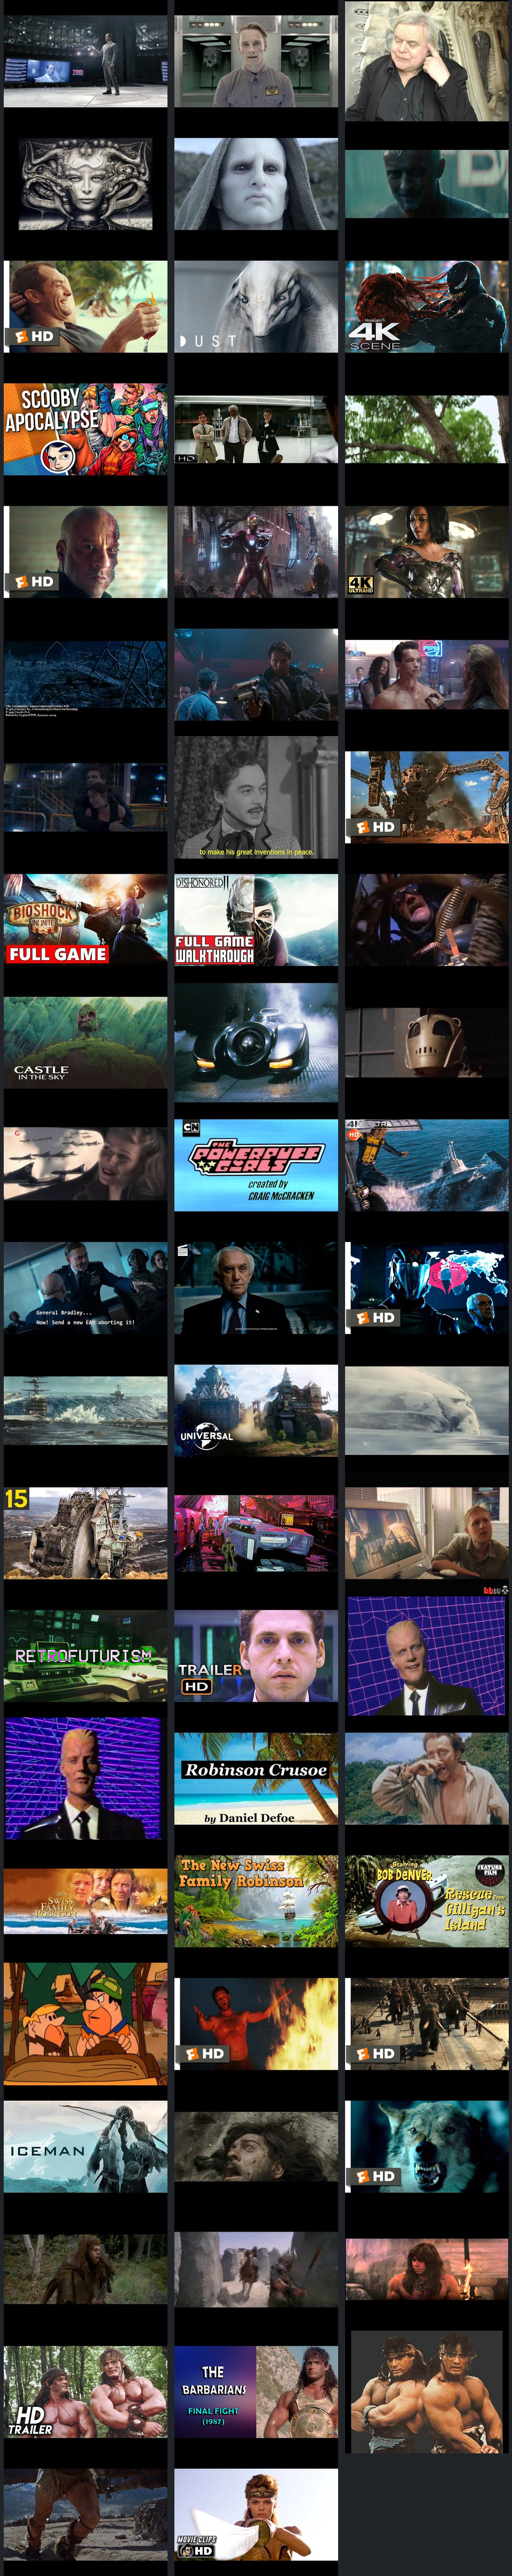 HD
DUST
4K
SCENE
SCOOBY
APOCALYPSE
HD
HD
4K
ULTRAHD
to make his great inventions in peace.
HD
BIOSHOCK
INFINITE
FULL GAME
DISHONORED II
FULL GAME
WALKTHROUGH
CASTLE
IN THE SKY
CN
THE
POWERPUFF
GIRLS
created by
CRAIG McCRACKEN
HD
General Bradley...
Now! Send a new EAM aborting it!
HD
UNIVERSAL
15
RETROFUTURISM
TRAILER
HD
Robinson Crusoe
by Daniel Defoe
SWISS
FAMILY
ROBINSON
The New Swiss
Family Robinson
Starring
BOB DENVER
FEATURE
FILM
Rescue from
Gilligan's
Island
HD
HD
ICEMAN
HD
HD
TRAILER
THE
BARBARIANS
FINAL FIGHT
(1987)
MOVIE CLIPS
HD